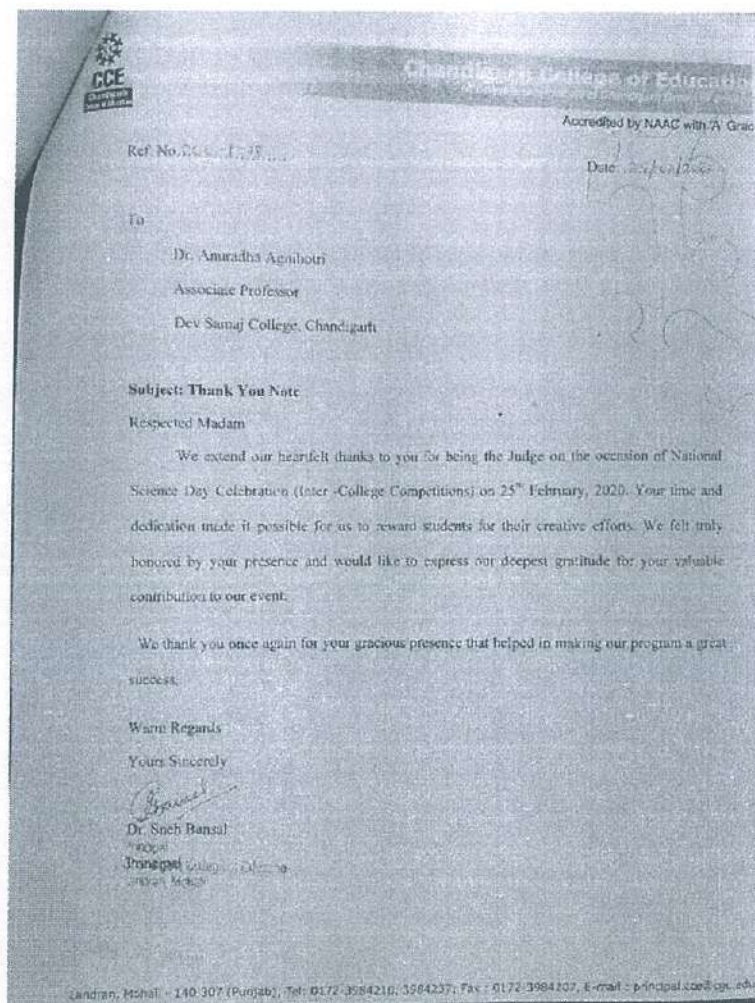 CCE
Chandigarh College of Educatio
Accredited by NAAC with 'A' Grad
Ref. No.
Date:
To
Dr. Anuradha Agnihotri
Associate Professor
Dev Samaj College, Chandigarh
Subject: Thank You Note
Respected Madam
We extend our heartfelt thanks to you for being the Judge on the occasion of National
Science Day Celebration (Inter -College Competitions) on 25th February, 2020. Your time and
dedication made it possible for us to reward students for their creative efforts. We felt truly
honored by your presence and would like to express our deepest gratitude for your valuable
contribution to our event.
We thank you once again for your gracious presence that helped in making our program a great
success.
Warm Regards
Yours Sincerely
Dr. Sneh Bansal
Principal
Principal
Landran, Mohali - 140 307 (Punjab), Tel: 0172-3984210, 3984237; Fax : 0172-3984207, E-mail : principal.cce@cgc.edu